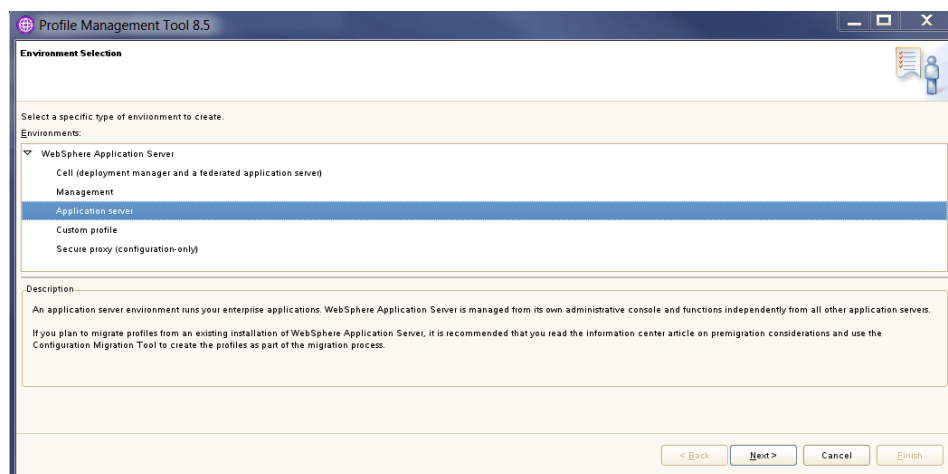 Profile Management Tool 8.5
Environment Selection
Select a specific type of environment to create.
Environments:
WebSphere Application Server
Cell (deployment manager and a federated application server)
Management
Application server
Custom profile
Secure proxy (configuration-only)
Description
An application server environment runs your enterprise applications. WebSphere Application Server is managed from its own administrative console and functions independently from all other application servers.
If you plan to migrate profiles from an existing installation of WebSphere Application Server, it is recommended that you read the information center article on premigration considerations and use the
Configuration Migration Tool to create the profiles as part of the migration process.
< Back Next > Cancel Finish